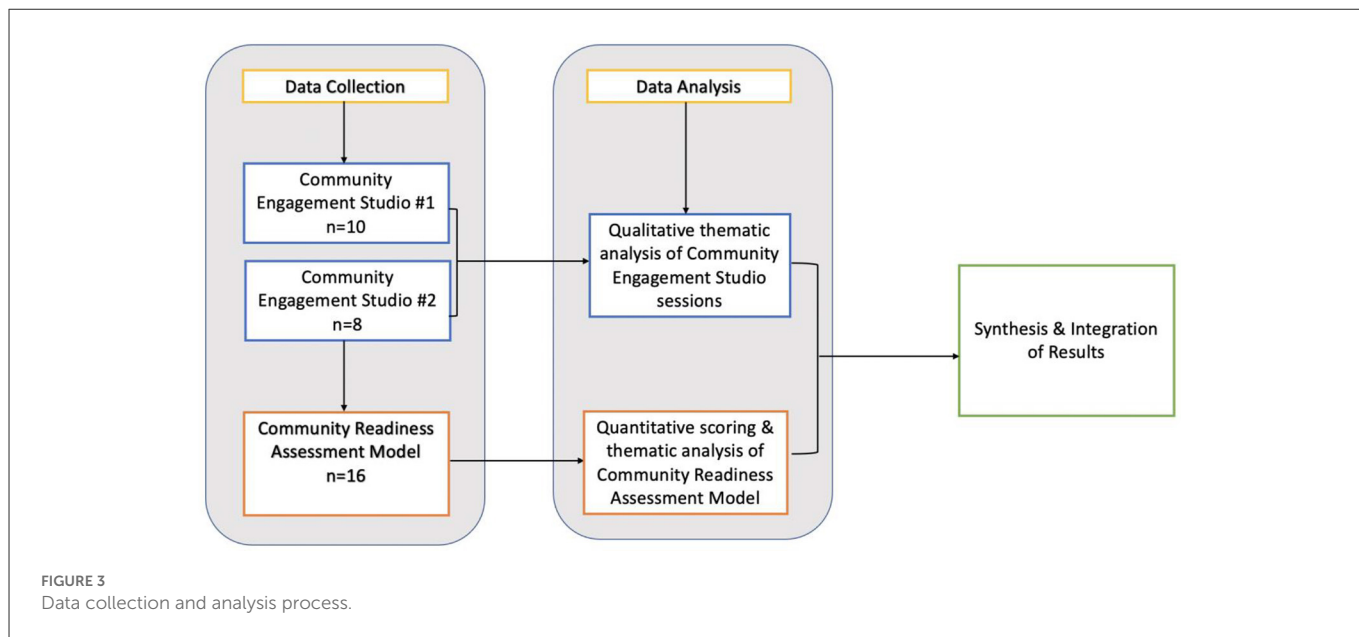 Data Collection
Community
Engagement Studio #1
n=10
Community
Engagement Studio #2
n=8
Community Readiness
Assessment Model
n=16
Data Analysis
Qualitative thematic
analysis of Community
Engagement Studio
sessions
Quantitative scoring &
thematic analysis of
Community Readiness
Assessment Model
Synthesis & Integration
of Results
FIGURE 3
Data collection and analysis process.